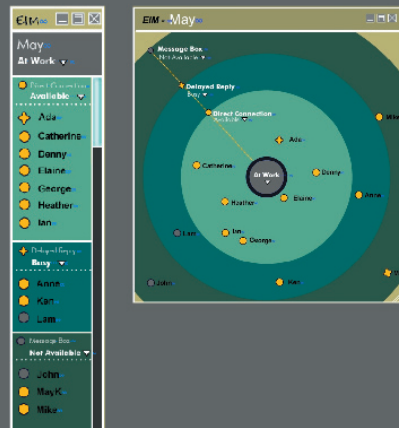 EIM
May
At Work
Direct Connection
Available
Ada
Catherine
Denny
Elaine
George
Heather
Ian
Delayed Reply
Busy
Anne
Ken
Lam
Message Box
Not Available
John
MayK
Mike
EIM - May
Message Box
Not Available
Delayed Reply
Busy
Direct Connection
Available
Mike
Ada
Catherine
At Work
Denny
Anne
Heather
Elaine
Lam
Ian
George
John
Ken